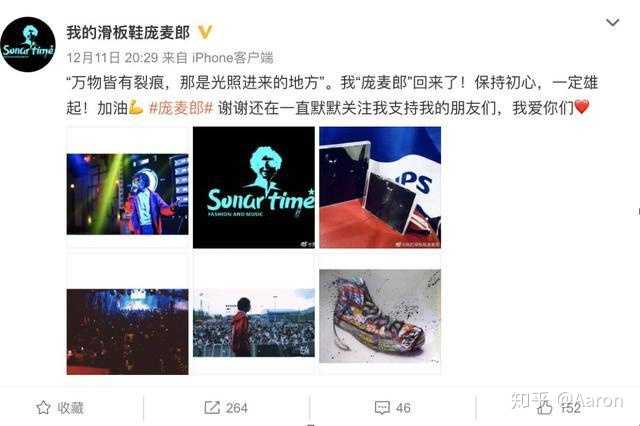 我的滑板鞋庞麦郎
12月11日 20:29 来自 iPhone客户端
“万物皆有裂痕，那是光照进来的地方”。我“庞麦郎”回来了！保持初心，一定雄
起！加油💪 #庞麦郎# 谢谢还在一直默默关注我支持我的朋友们，我爱你们❤
Sonar time
Sonar time
FASHION AND MUSIC
PS
收藏
264
46
152
知乎 @Aaron